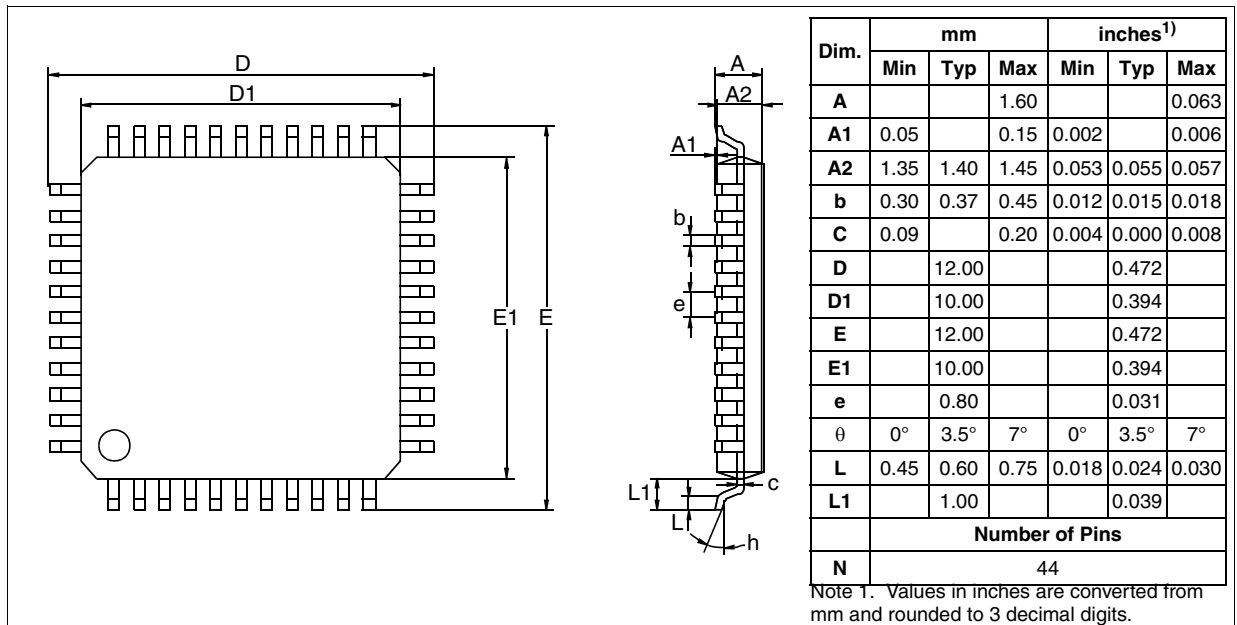 D
D1
E1
E
A
A2
A1
b
e
L1
L
c
h
Dim. mm inches1)
Min Typ Max Min Typ Max
A 1.60 0.063
A1 0.05 0.15 0.002 0.006
A2 1.35 1.40 1.45 0.053 0.055 0.057
b 0.30 0.37 0.45 0.012 0.015 0.018
C 0.09 0.20 0.004 0.000 0.008
D 12.00 0.472
D1 10.00 0.394
E 12.00 0.472
E1 10.00 0.394
e 0.80 0.031
θ 0° 3.5° 7° 0° 3.5° 7°
L 0.45 0.60 0.75 0.018 0.024 0.030
L1 1.00 0.039
Number of Pins
N 44
Note 1. Values in inches are converted from
mm and rounded to 3 decimal digits.